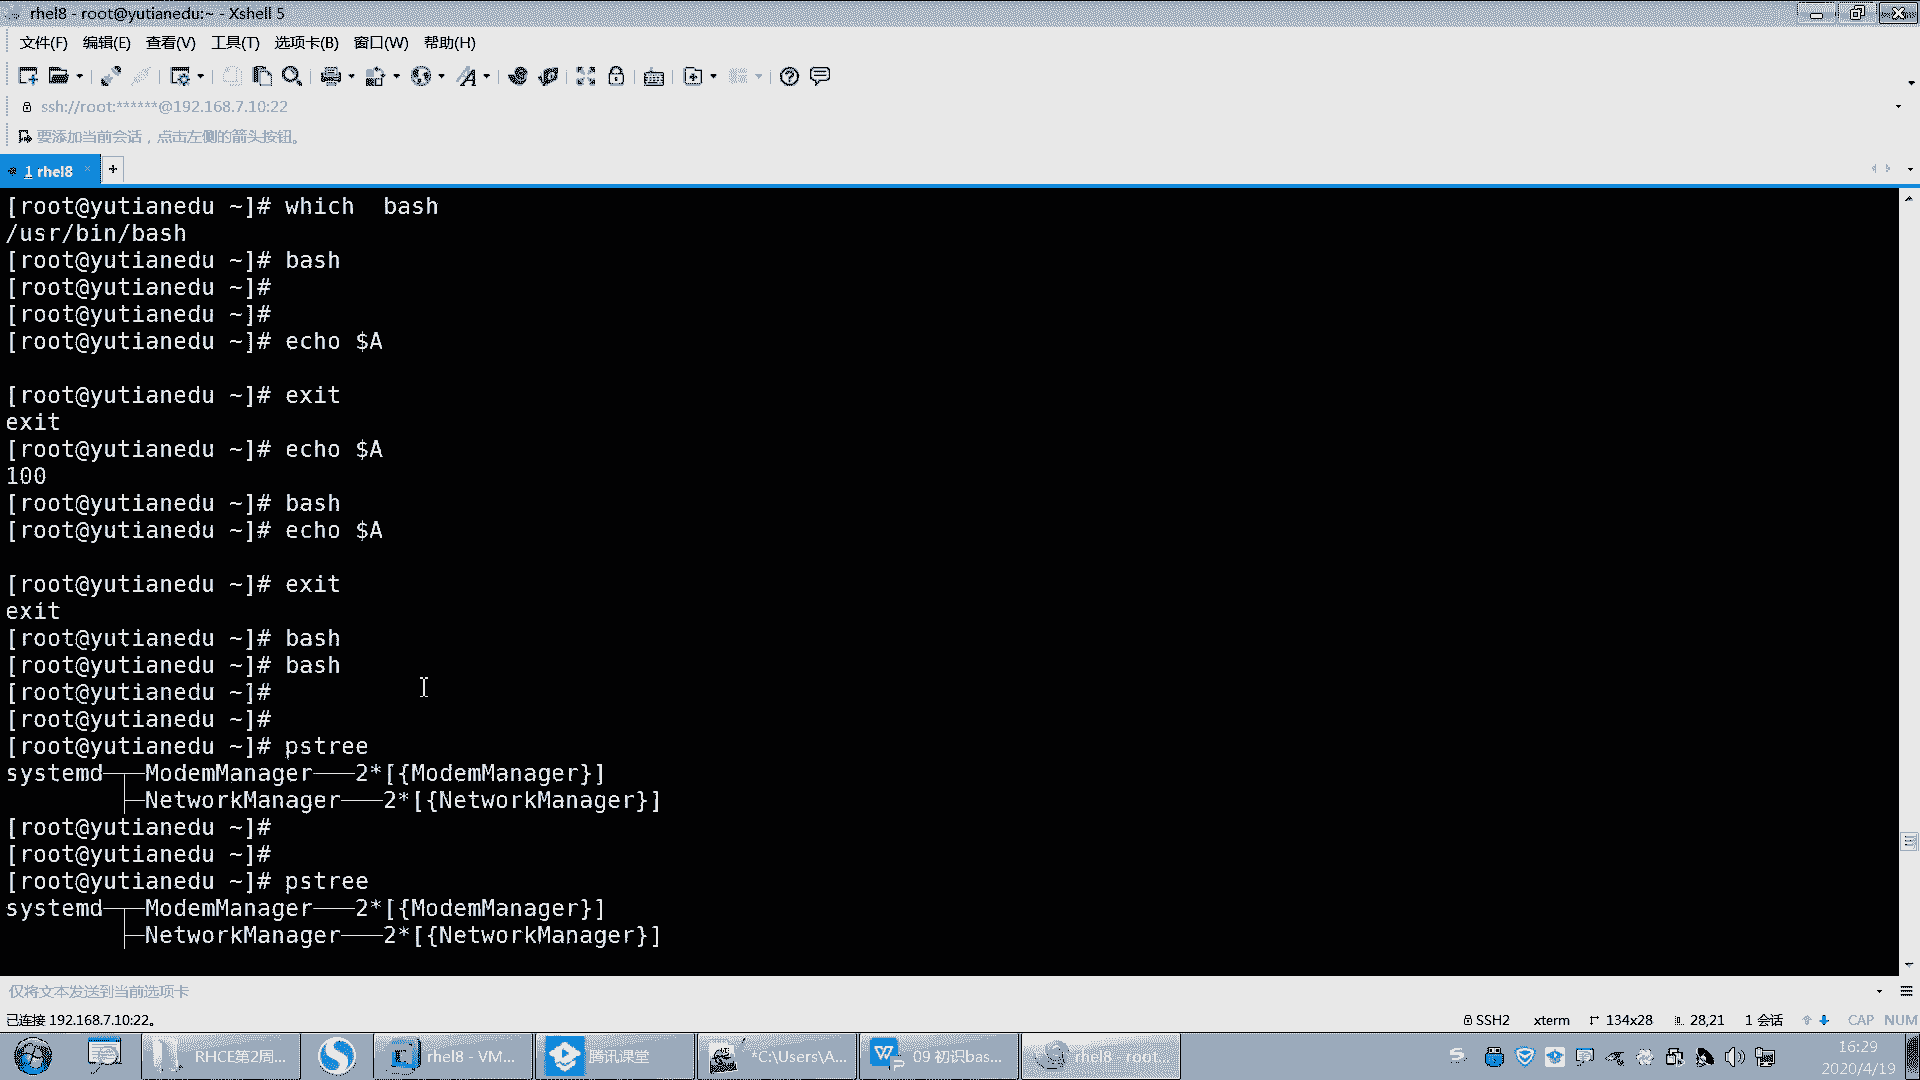 rhel8 - root@yutianedu:~ - Xshell 5
文件(F) 编辑(E) 查看(V) 工具(T) 选项卡(B) 窗口(W) 帮助(H)
ssh://root:******@192.168.7.10:22
要添加当前会话，点击左侧的箭头按钮。
1 rhel8 × +
[root@yutianedu ~]# which  bash
/usr/bin/bash
[root@yutianedu ~]# bash
[root@yutianedu ~]#
[root@yutianedu ~]#
[root@yutianedu ~]# echo $A
[root@yutianedu ~]# exit
exit
[root@yutianedu ~]# echo $A
100
[root@yutianedu ~]# bash
[root@yutianedu ~]# echo $A
[root@yutianedu ~]# exit
exit
[root@yutianedu ~]# bash
[root@yutianedu ~]# bash
[root@yutianedu ~]#
[root@yutianedu ~]#
[root@yutianedu ~]# pstree
systemd─┬─ModemManager───2*[{ModemManager}]
├─NetworkManager───2*[{NetworkManager}]
[root@yutianedu ~]#
[root@yutianedu ~]#
[root@yutianedu ~]# pstree
systemd─┬─ModemManager───2*[{ModemManager}]
├─NetworkManager───2*[{NetworkManager}]
仅将文本发送到当前选项卡
已连接 192.168.7.10:22。 SSH2 xterm 134x28 28,21 1 会话 CAP NUM
RHCE第2周... rhel8 - VM... 腾讯课堂 *C:\Users\A... 09 初识bas... rhel8 - root... 16:29
2020/4/19